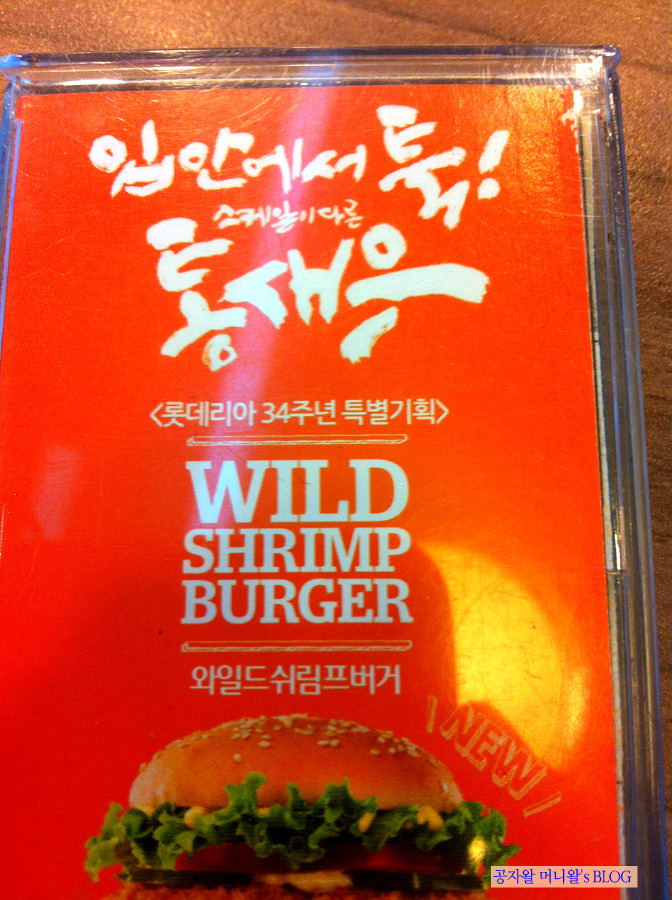 입안에서 툭!
스케일이 다른
통새우
<롯데리아 34주년 특별기획>
WILD
SHRIMP
BURGER
와일드쉬림프버거
NEW
공자왈 머니왈's BLOG